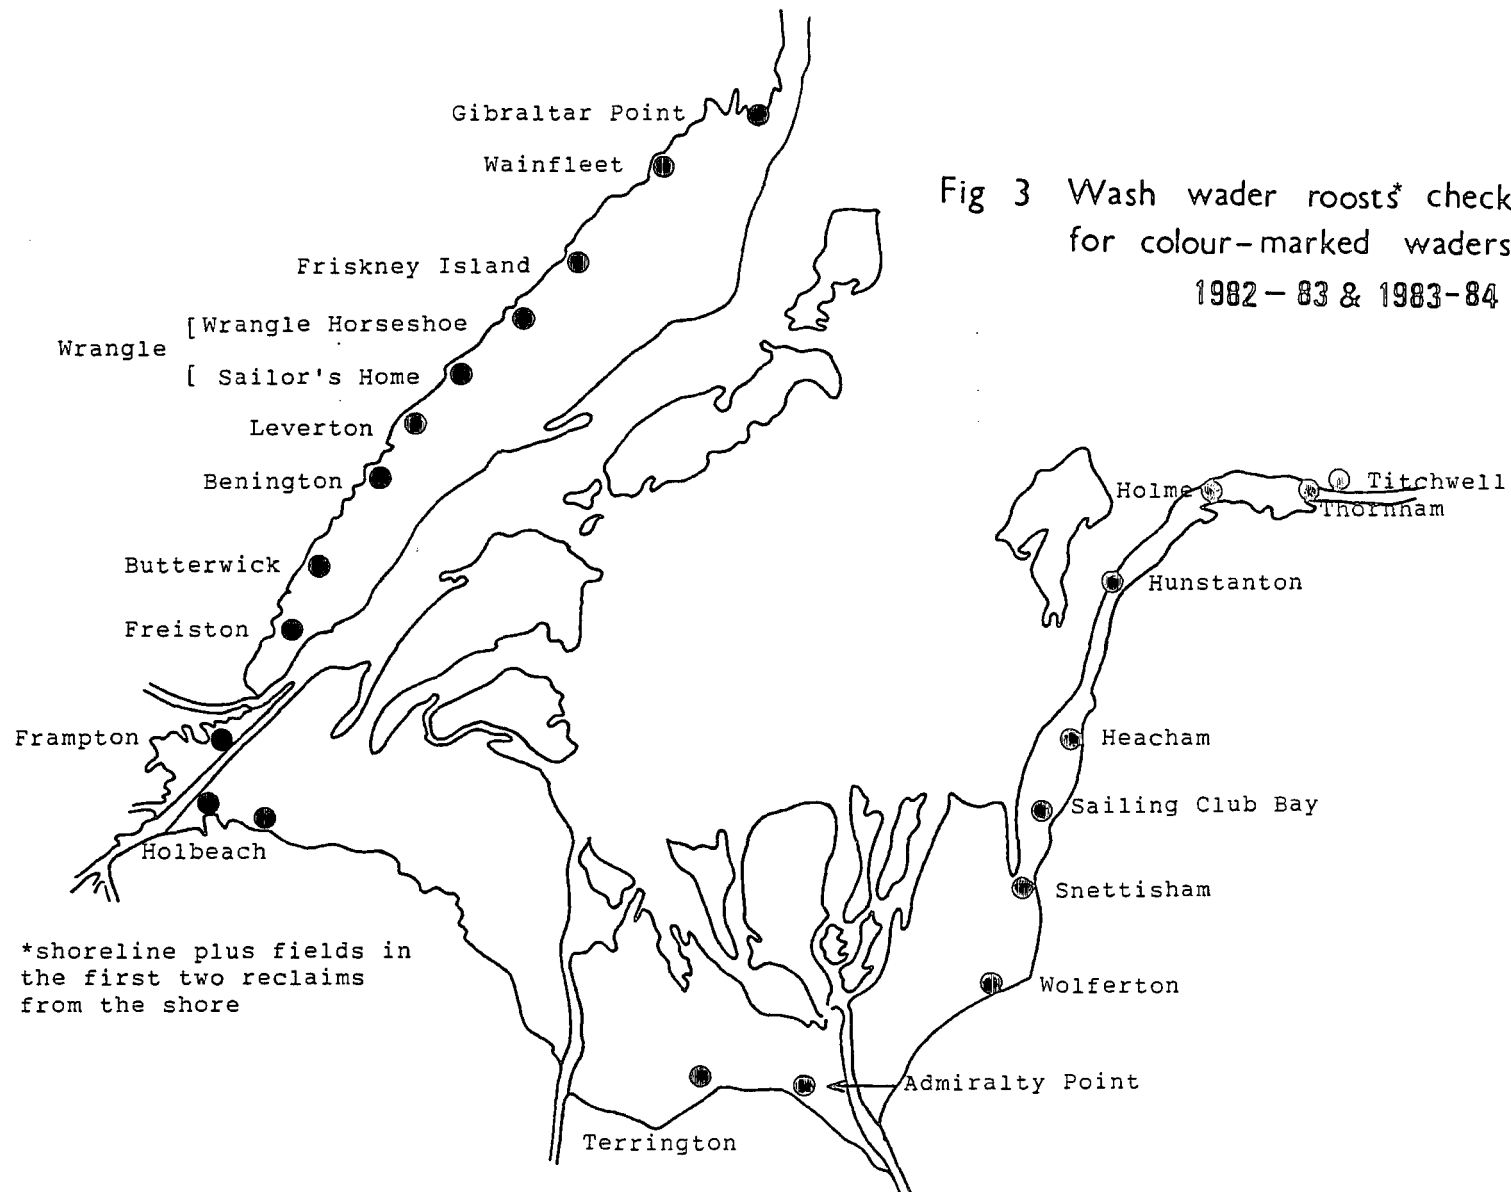 Gibraltar Point
Wainfleet
Fig 3 Wash wader roosts* check
for colour-marked waders
1982-83 & 1983-84
Friskney Island
[Wrangle Horseshoe
Wrangle
[ Sailor's Home
Leverton
Benington
Holme
Titchwell
Thornham
Butterwick
Hunstanton
Freiston
Frampton
Heacham
Sailing Club Bay
Holbeach
Snettisham
*shoreline plus fields in
the first two reclaims
from the shore
Wolferton
Admiralty Point
Terrington